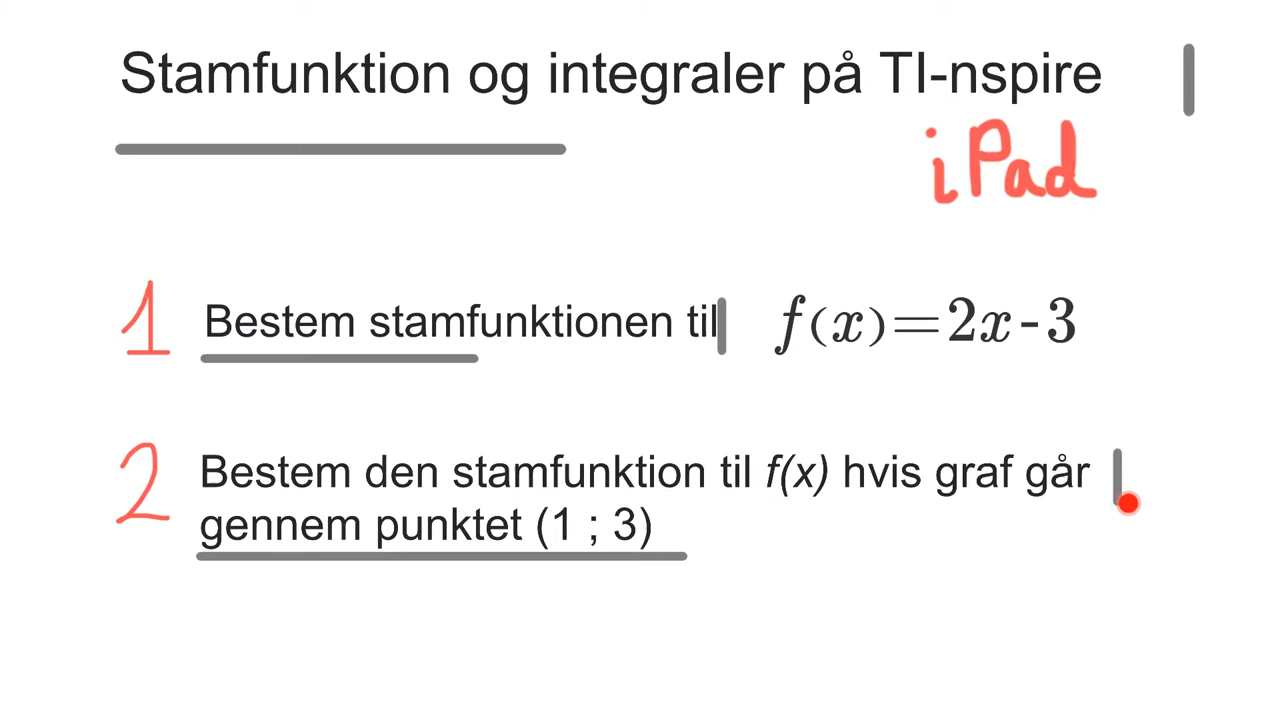 Stamfunktion og integraler på TI-nspire
iPad
1 Bestem stamfunktionen til f(x)=2x-3
2 Bestem den stamfunktion til f(x) hvis graf går
gennem punktet (1 ; 3)